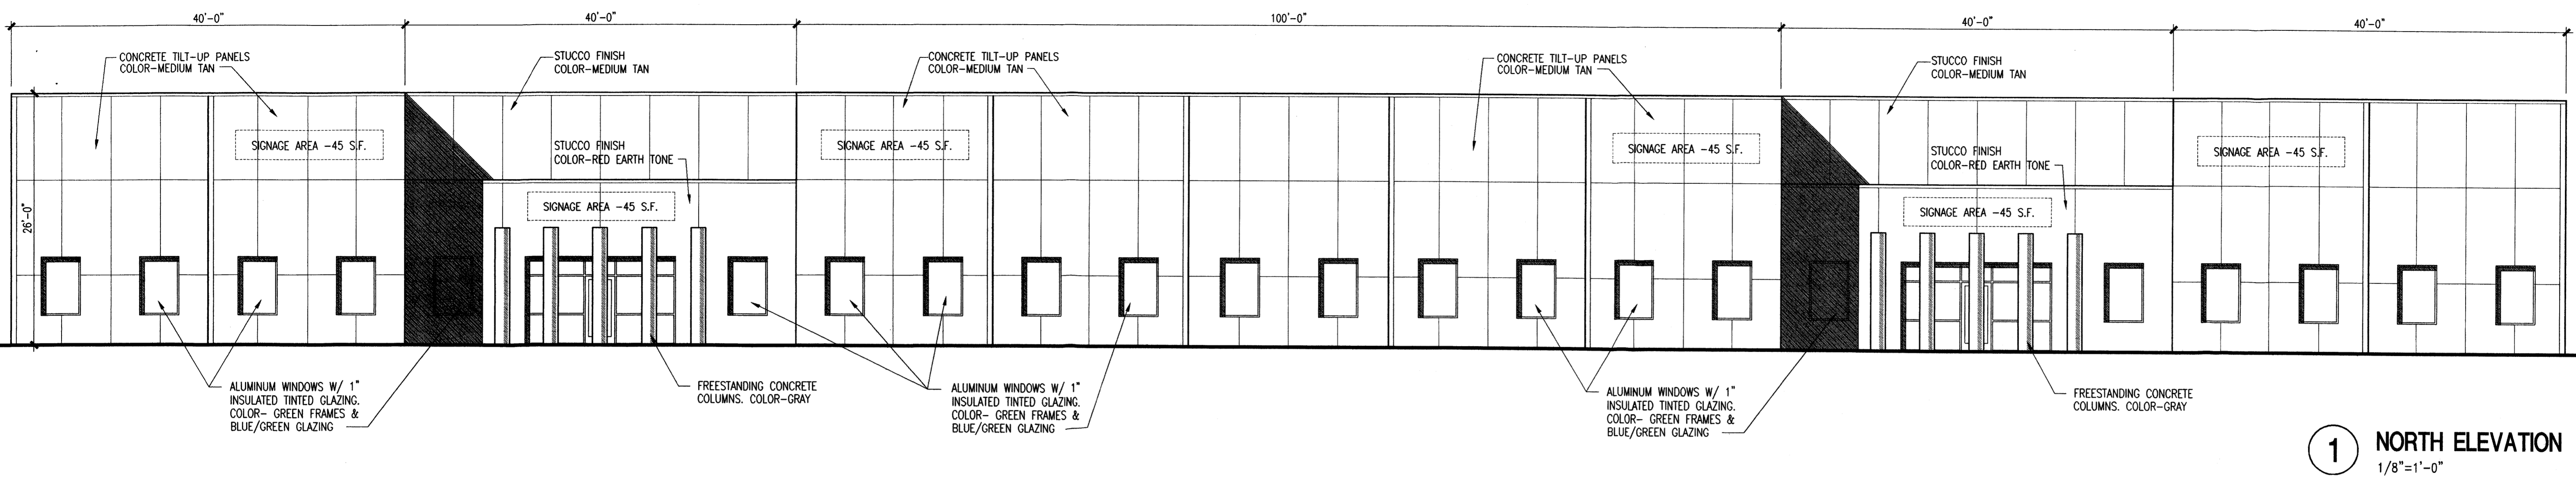 40'-0"
40'-0"
100'-0"
40'-0"
40'-0"
CONCRETE TILT-UP PANELS
COLOR-MEDIUM TAN
STUCCO FINISH
COLOR-MEDIUM TAN
CONCRETE TILT-UP PANELS
COLOR-MEDIUM TAN
CONCRETE TILT-UP PANELS
COLOR-MEDIUM TAN
STUCCO FINISH
COLOR-MEDIUM TAN
SIGNAGE AREA -45 S.F.
STUCCO FINISH
COLOR-RED EARTH TONE
SIGNAGE AREA -45 S.F.
SIGNAGE AREA -45 S.F.
STUCCO FINISH
COLOR-RED EARTH TONE
SIGNAGE AREA -45 S.F.
26'-0"
SIGNAGE AREA -45 S.F.
SIGNAGE AREA -45 S.F.
ALUMINUM WINDOWS W/ 1"
INSULATED TINTED GLAZING.
COLOR- GREEN FRAMES &
BLUE/GREEN GLAZING
FREESTANDING CONCRETE
COLUMNS. COLOR-GRAY
ALUMINUM WINDOWS W/ 1"
INSULATED TINTED GLAZING.
COLOR- GREEN FRAMES &
BLUE/GREEN GLAZING
ALUMINUM WINDOWS W/ 1"
INSULATED TINTED GLAZING.
COLOR- GREEN FRAMES &
BLUE/GREEN GLAZING
FREESTANDING CONCRETE
COLUMNS. COLOR-GRAY
1
NORTH ELEVATION
1/8"=1'-0"